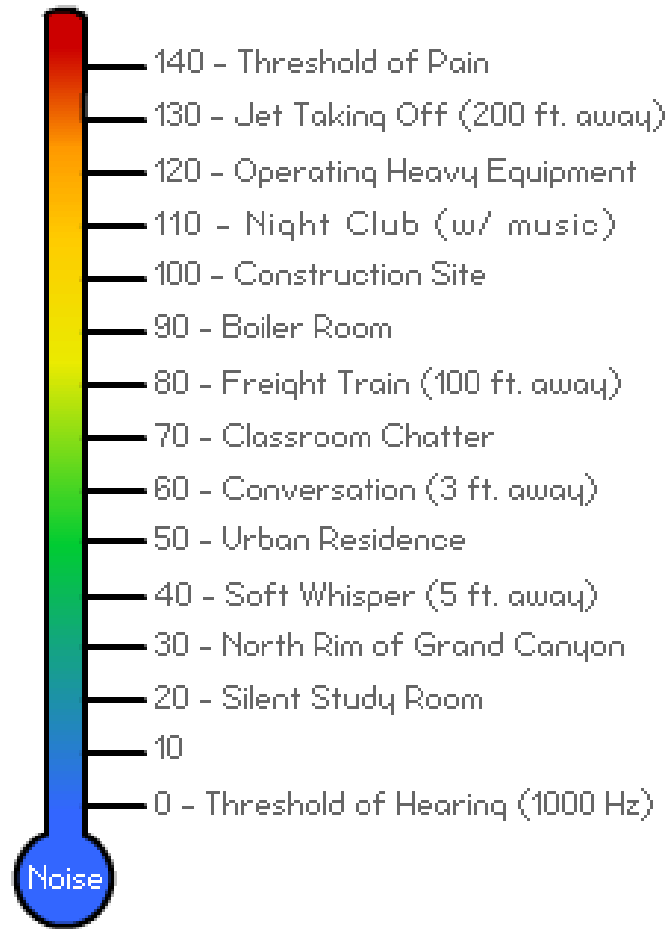 140 - Threshold of Pain
130 - Jet Taking Off (200 ft. away)
120 - Operating Heavy Equipment
110 - Night Club (w/ music)
100 - Construction Site
90 - Boiler Room
80 - Freight Train (100 ft. away)
70 - Classroom Chatter
60 - Conversation (3 ft. away)
50 - Urban Residence
40 - Soft Whisper (5 ft. away)
30 - North Rim of Grand Canyon
20 - Silent Study Room
10
0 - Threshold of Hearing (1000 Hz)
Noise